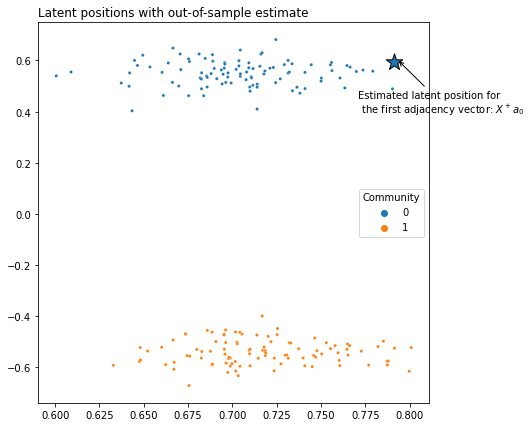 Latent positions with out-of-sample estimate
0.6
0.4
0.2
0.0
−0.2
−0.4
−0.6
Estimated latent position for
the first adjacency vector: X⁺a₀
Community
0
1
0.600 0.625 0.650 0.675 0.700 0.725 0.750 0.775 0.800